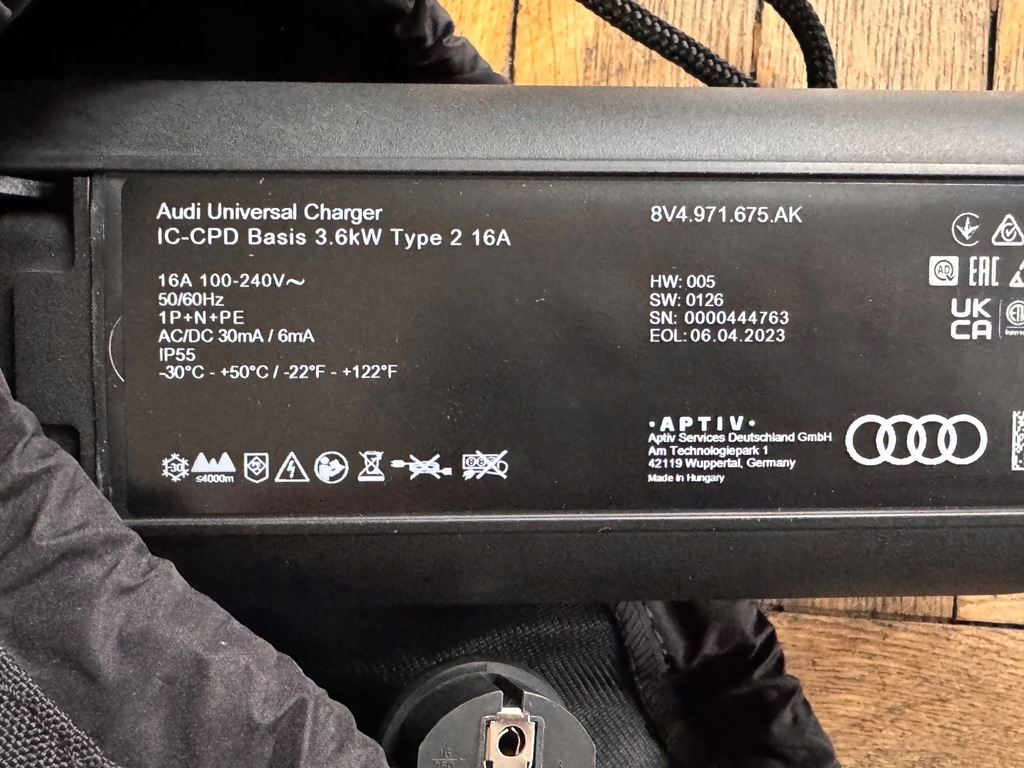 Audi Universal Charger
IC-CPD Basis 3.6kW Type 2 16A
16A 100-240V~
50/60Hz
1P+N+PE
AC/DC 30mA / 6mA
IP55
-30°C - +50°C / -22°F - +122°F
-30
≤4000m
8V4.971.675.AK
HW: 005
SW: 0126
SN: 0000444763
EOL: 06.04.2023
·APTIV·
Aptiv Services Deutschland GmbH
Am Technologiepark 1
42119 Wuppertal, Germany
Made in Hungary
EAC
UK
CA